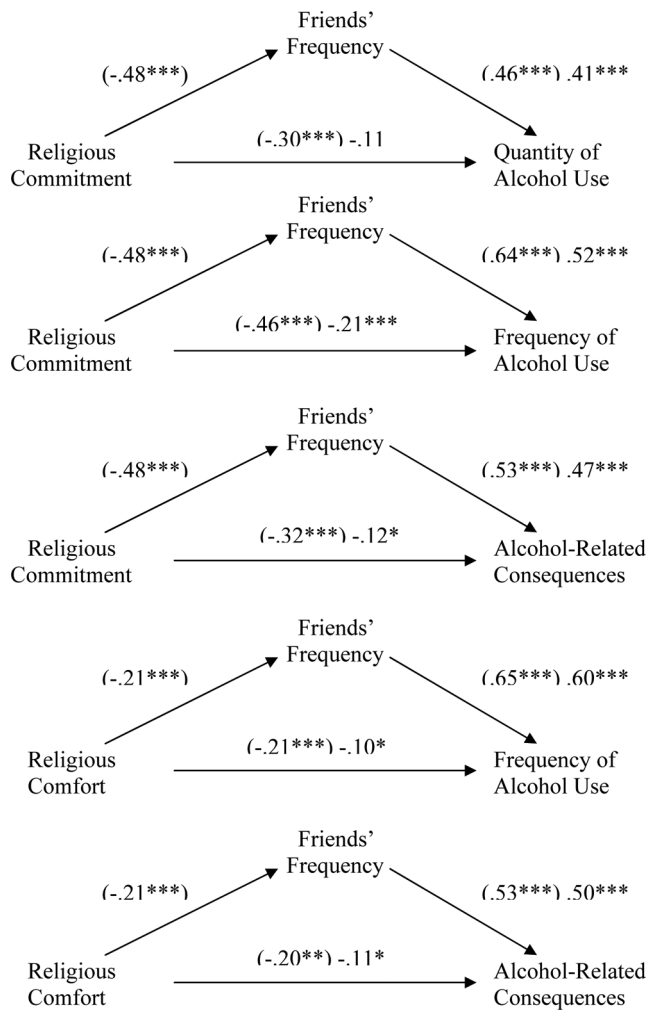 Friends'
Frequency
(-.48***)
(.46***) .41***
(-.30***) -.11
Religious
Commitment
Quantity of
Alcohol Use
Friends'
Frequency
(-.48***)
(.64***) .52***
(-.46***) -.21***
Religious
Commitment
Frequency of
Alcohol Use
Friends'
Frequency
(-.48***)
(.53***) .47***
(-.32***) -.12*
Religious
Commitment
Alcohol-Related
Consequences
Friends'
Frequency
(-.21***)
(.65***) .60***
(-.21***) -.10*
Religious
Comfort
Frequency of
Alcohol Use
Friends'
Frequency
(-.21***)
(.53***) .50***
(-.20**) -.11*
Religious
Comfort
Alcohol-Related
Consequences